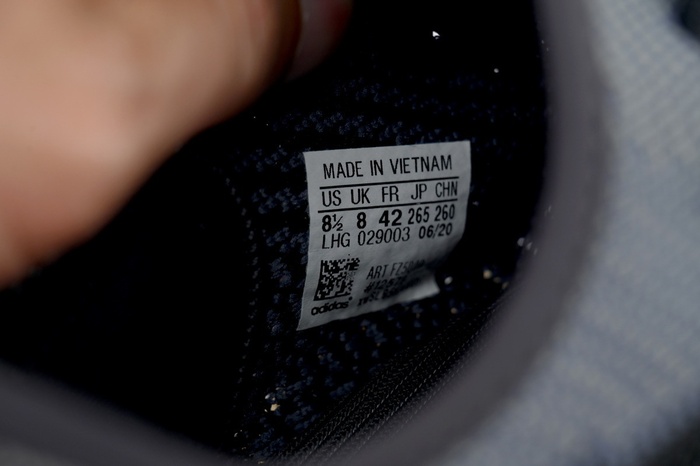 MADE IN VIETNAM
US UK FR JP CHN
8½ 8 42 265 260
LHG 029003 06/20
ART
adidas